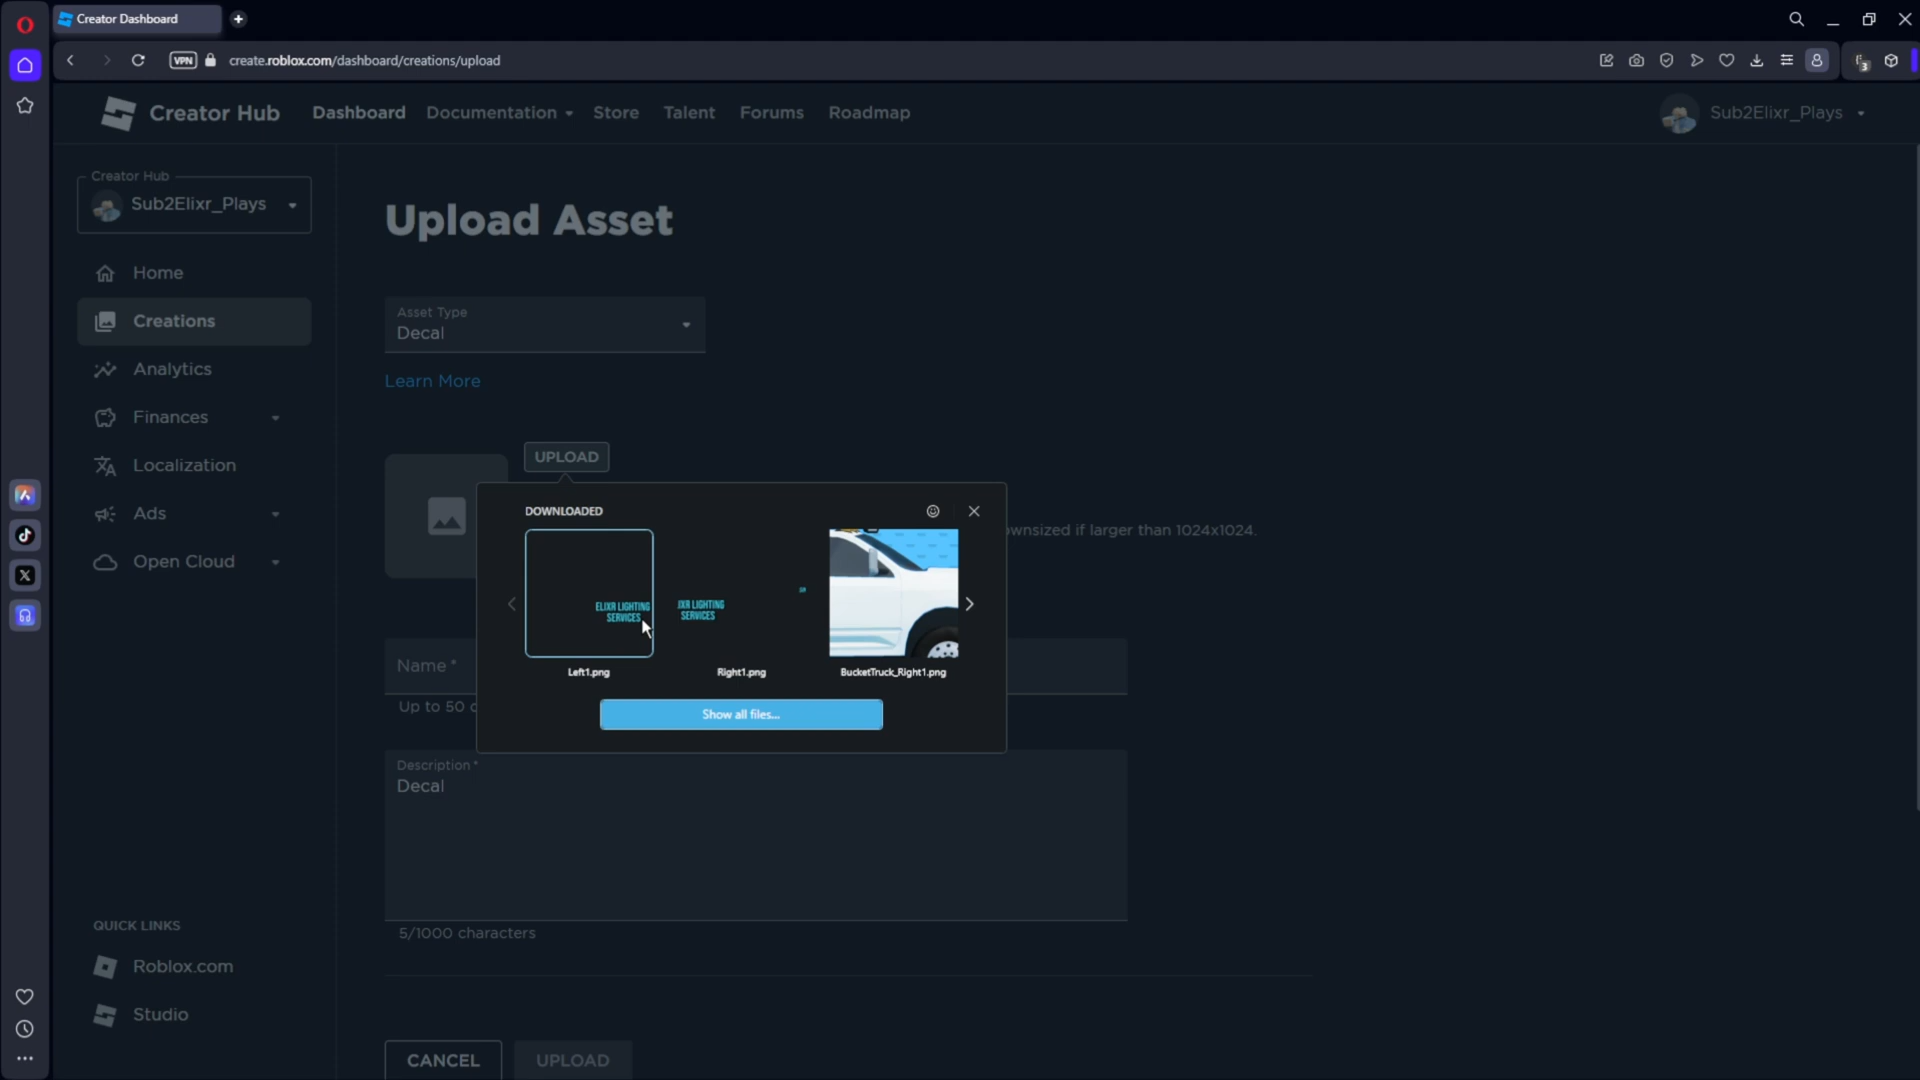 Creator Dashboard
VPN
create.roblox.com/dashboard/creations/upload
3
Creator Hub
Dashboard
Documentation
Store
Talent
Forums
Roadmap
Sub2Elixr_Plays
Creator Hub
Sub2Elixr_Plays
Home
Creations
Analytics
Finances
Localization
Ads
Open Cloud
QUICK LINKS
Roblox.com
Studio
Upload Asset
Asset Type
Decal
Learn More
UPLOAD
wnsized if larger than 1024x1024.
DOWNLOADED
ELIXR LIGHTING
SERVICES
Left1.png
IXR LIGHTING
SERVICES
Right1.png
BucketTruck_Right1.png
Show all files...
Name*
Up to 50 c
Description*
Decal
5/1000 characters
CANCEL
UPLOAD